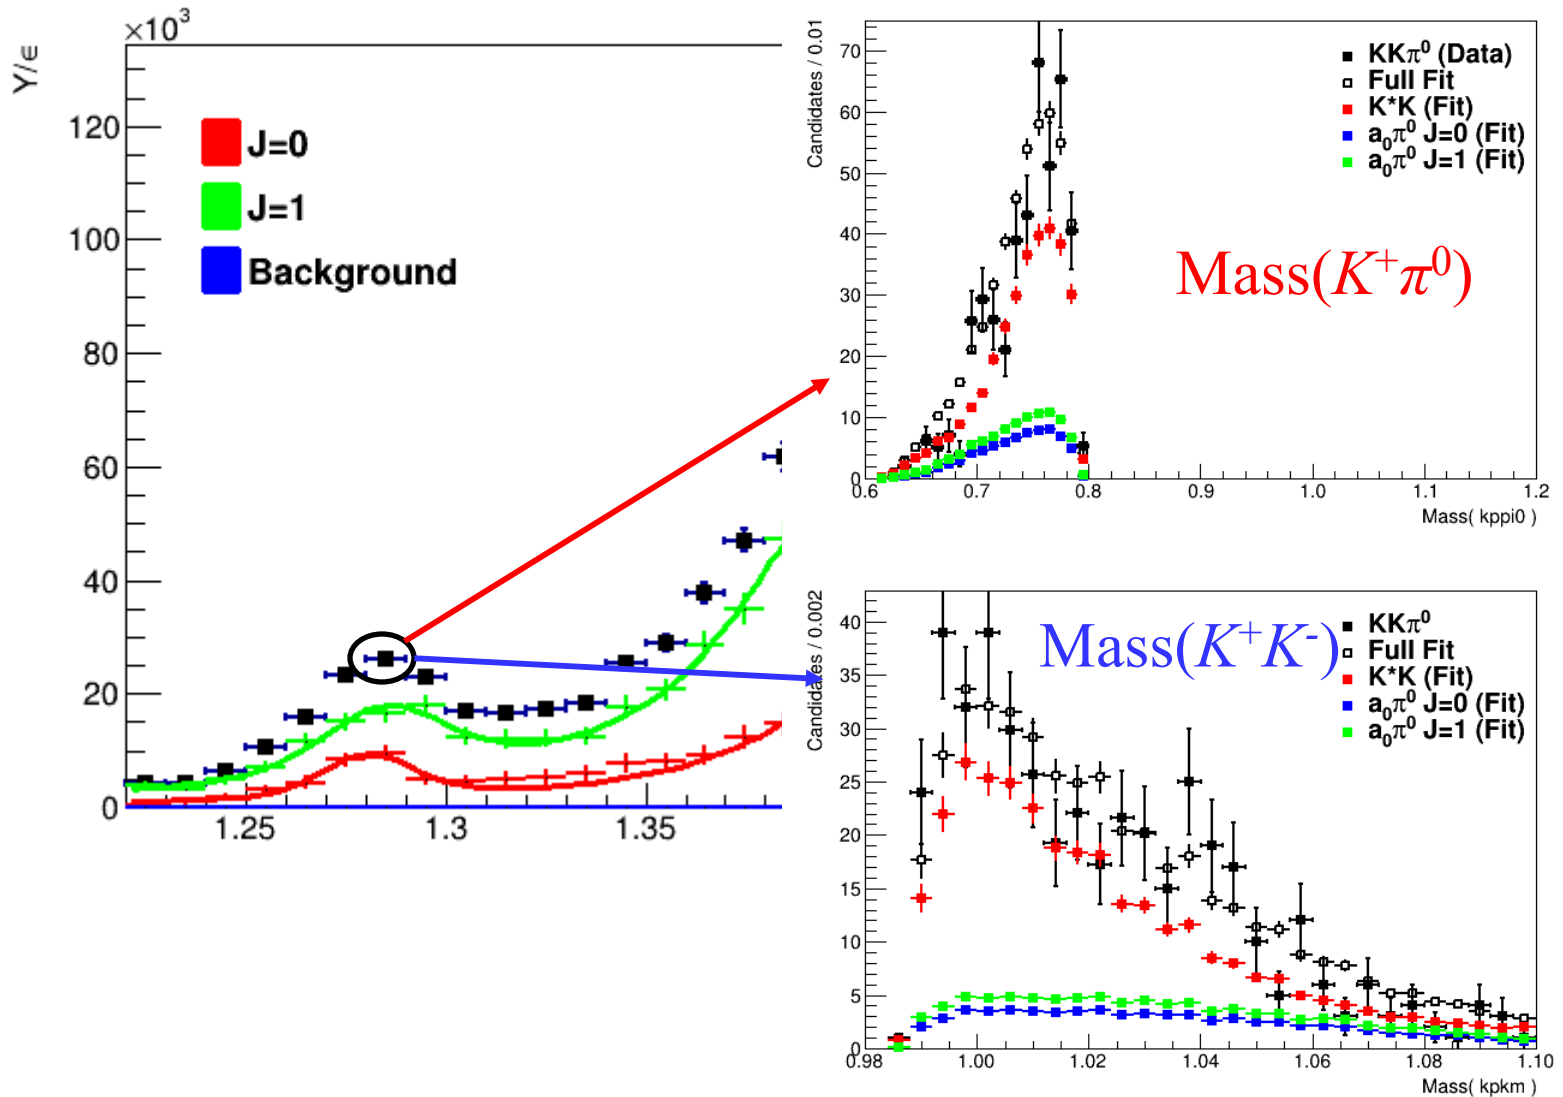 ×10³
Y/ϵ
120
100
80
60
40
20
0
1.25
1.3
1.35
J=0
J=1
Background
Candidates / 0.01
70
60
50
40
30
20
10
0
0.6
0.7
0.8
0.9
1.0
1.1
1.2
Mass( kppi0 )
KKπ⁰ (Data)
Full Fit
K*K (Fit)
a₀π⁰ J=0 (Fit)
a₀π⁰ J=1 (Fit)
Mass(K⁺π⁰)
Candidates / 0.002
40
35
30
25
20
15
10
5
0
0.98
1.00
1.02
1.04
1.06
1.08
1.10
Mass( kpkm )
KKπ⁰
Full Fit
K*K (Fit)
a₀π⁰ J=0 (Fit)
a₀π⁰ J=1 (Fit)
Mass(K⁺K⁻)